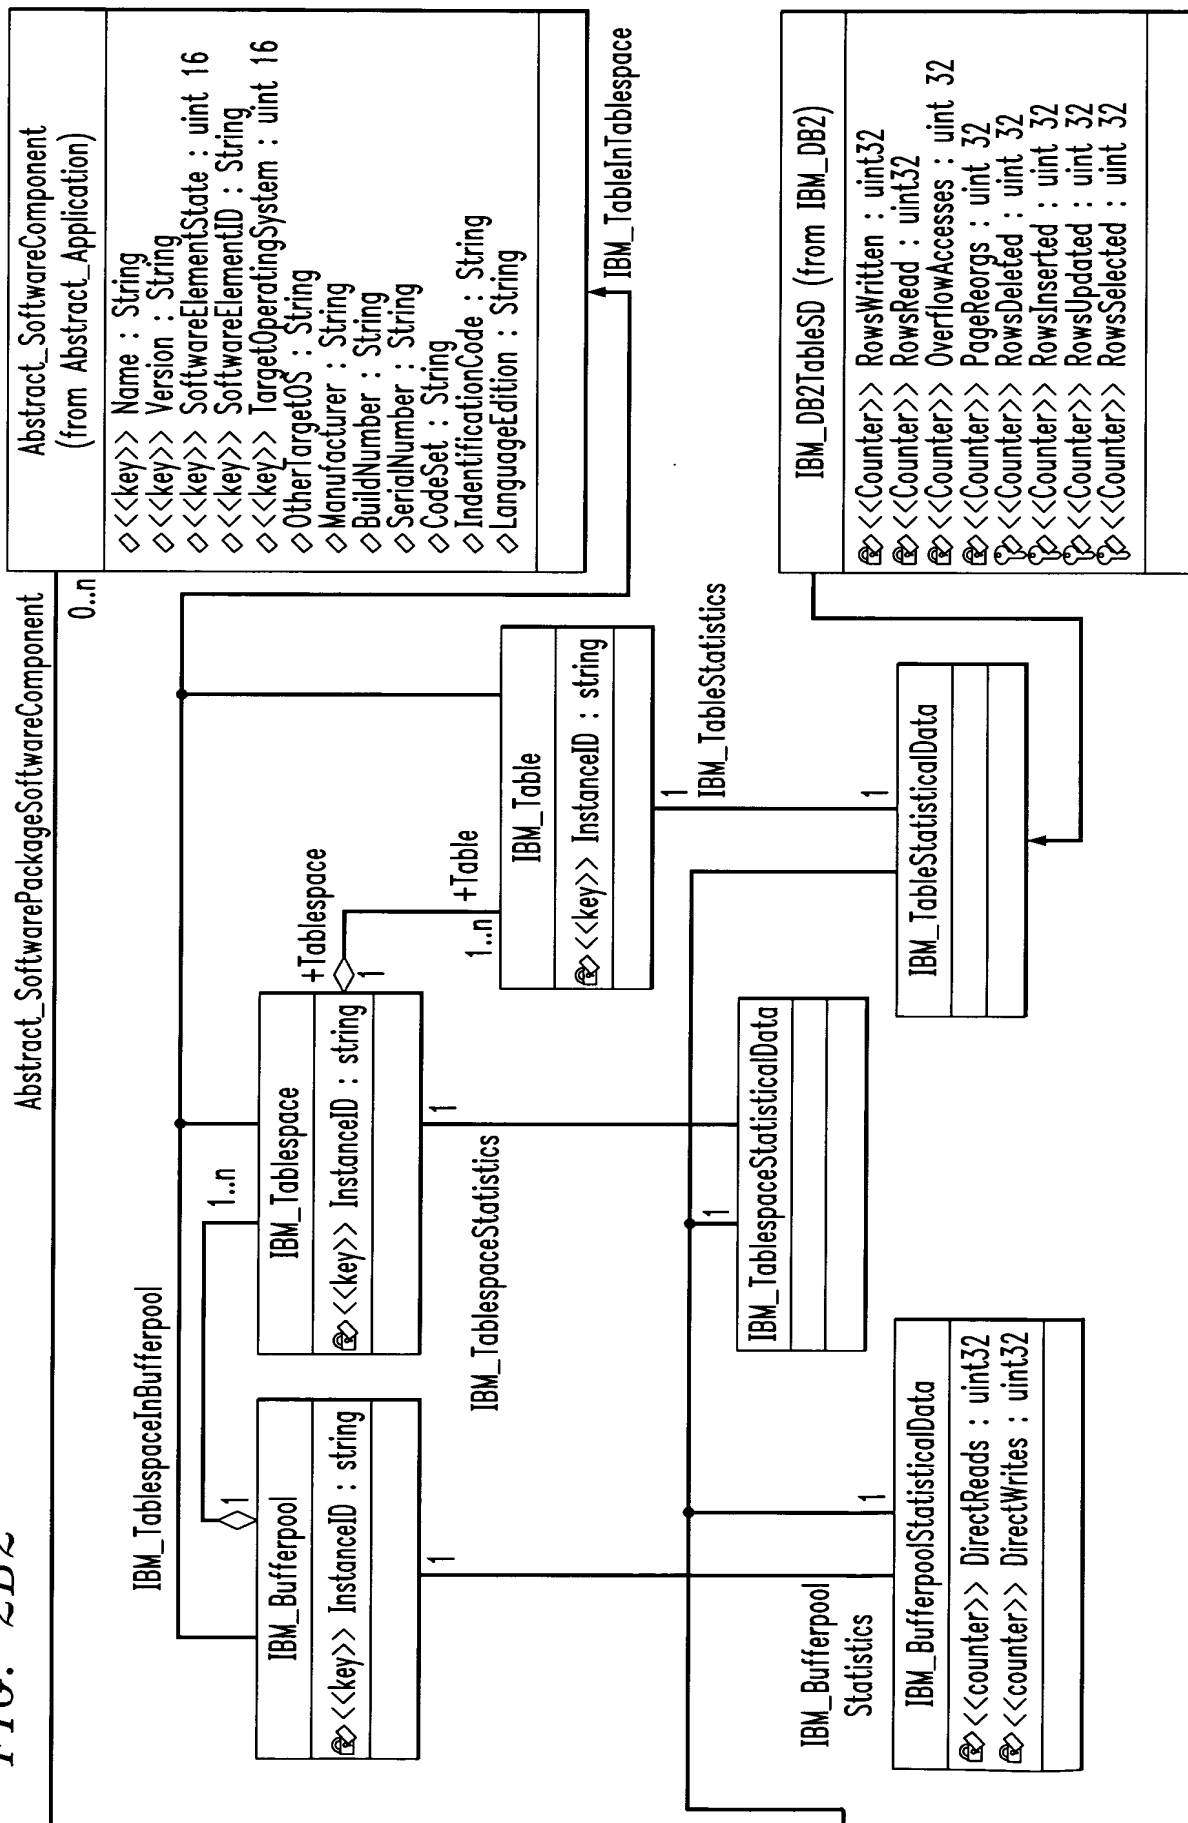 FIG. 2B2
Abstract_SoftwarePackageSoftwareComponent
0..n
Abstract_SoftwareComponent
(from Abstract_Application)
<<key>> Name : String
<<key>> Version : String
<<key>> SoftwareElementState : uint 16
<<key>> SoftwareElementID : String
<<key>> TargetOperatingSystem : uint 16
OtherTargetOS : String
Manufacturer : String
BuildNumber : String
SerialNumber : String
CodeSet : String
IndentificationCode : String
LanguageEdition : String
IBM_TablespaceInBufferpool
1
IBM_Bufferpool
<<key>> InstanceID : string
1
1..n
IBM_Tablespace
<<key>> InstanceID : string
1
+Tablespace
1
+Table
1..n
IBM_Table
<<key>> InstanceID : string
1
IBM_TableInTablespace
IBM_TablespaceStatistics
IBM_TableStatistics
IBM_Bufferpool
Statistics
1
IBM_BufferpoolStatisticalData
<<counter>> DirectReads : uint32
<<counter>> DirectWrites : uint32
1
IBM_TablespaceStatisticalData
1
IBM_TableStatisticalData
IBM_DB2TableSD (from IBM_DB2)
<<Counter>> RowsWritten : uint32
<<Counter>> RowsRead : uint32
<<Counter>> OverflowAccesses : uint 32
<<Counter>> PageReorgs : uint 32
<<Counter>> RowsDeleted : uint 32
<<Counter>> RowsInserted : uint 32
<<Counter>> RowsUpdated : uint 32
<<Counter>> RowsSelected : uint 32